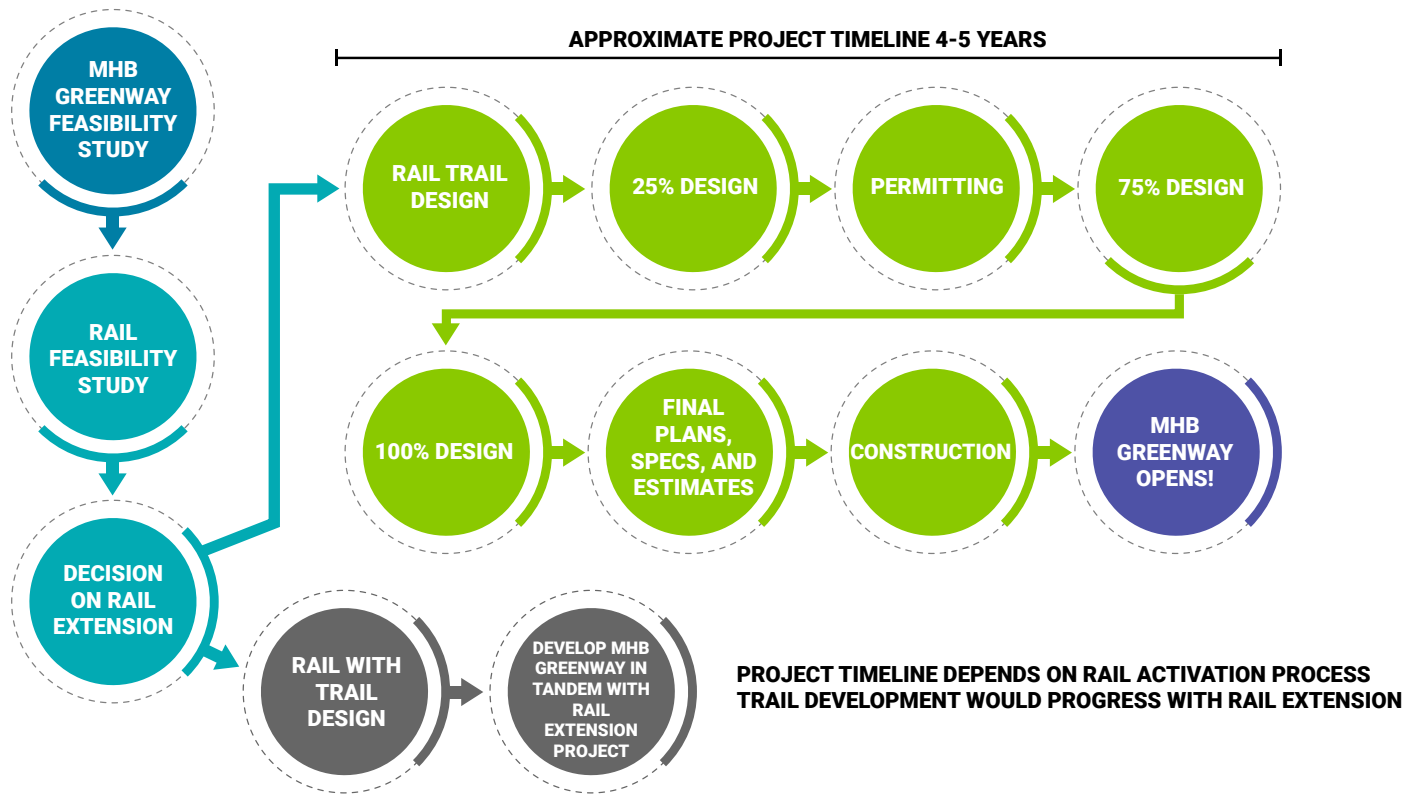 APPROXIMATE PROJECT TIMELINE 4-5 YEARS
MHB
GREENWAY
FEASIBILITY
STUDY
RAIL
FEASIBILITY
STUDY
DECISION
ON RAIL
EXTENSION
RAIL TRAIL
DESIGN
25% DESIGN
PERMITTING
75% DESIGN
100% DESIGN
FINAL
PLANS,
SPECS, AND
ESTIMATES
CONSTRUCTION
MHB
GREENWAY
OPENS!
RAIL WITH
TRAIL
DESIGN
DEVELOP MHB
GREENWAY IN
TANDEM WITH
RAIL
EXTENSION
PROJECT
PROJECT TIMELINE DEPENDS ON RAIL ACTIVATION PROCESS
TRAIL DEVELOPMENT WOULD PROGRESS WITH RAIL EXTENSION